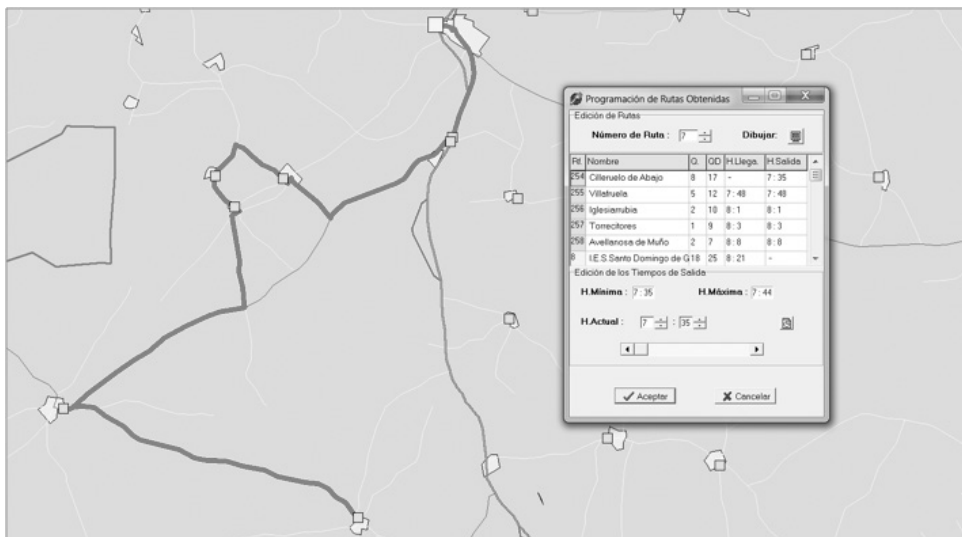 Programación de Rutas Obtenidas
Edición de Rutas
Número de Ruta : 7 Dibujar:
Rf. Nombre Q. QD H.Llega. H.Salida
254 Cilleruelo de Abajo 8 17 - 7 : 35
255 Villafruela 5 12 7 : 48 7 : 48
256 Iglesiarrubia 2 10 8 : 1 8 : 1
257 Torrecitores 1 9 8 : 3 8 : 3
258 Avellanosa de Muño 2 7 8 : 8 8 : 8
8 I.E.S.Santo Domingo de G 18 25 8 : 21 -
Edición de los Tiempos de Salida
H.Mínima : 7 : 35 H.Máxima : 7 : 44
H.Actual : 7 : 35
Aceptar Cancelar